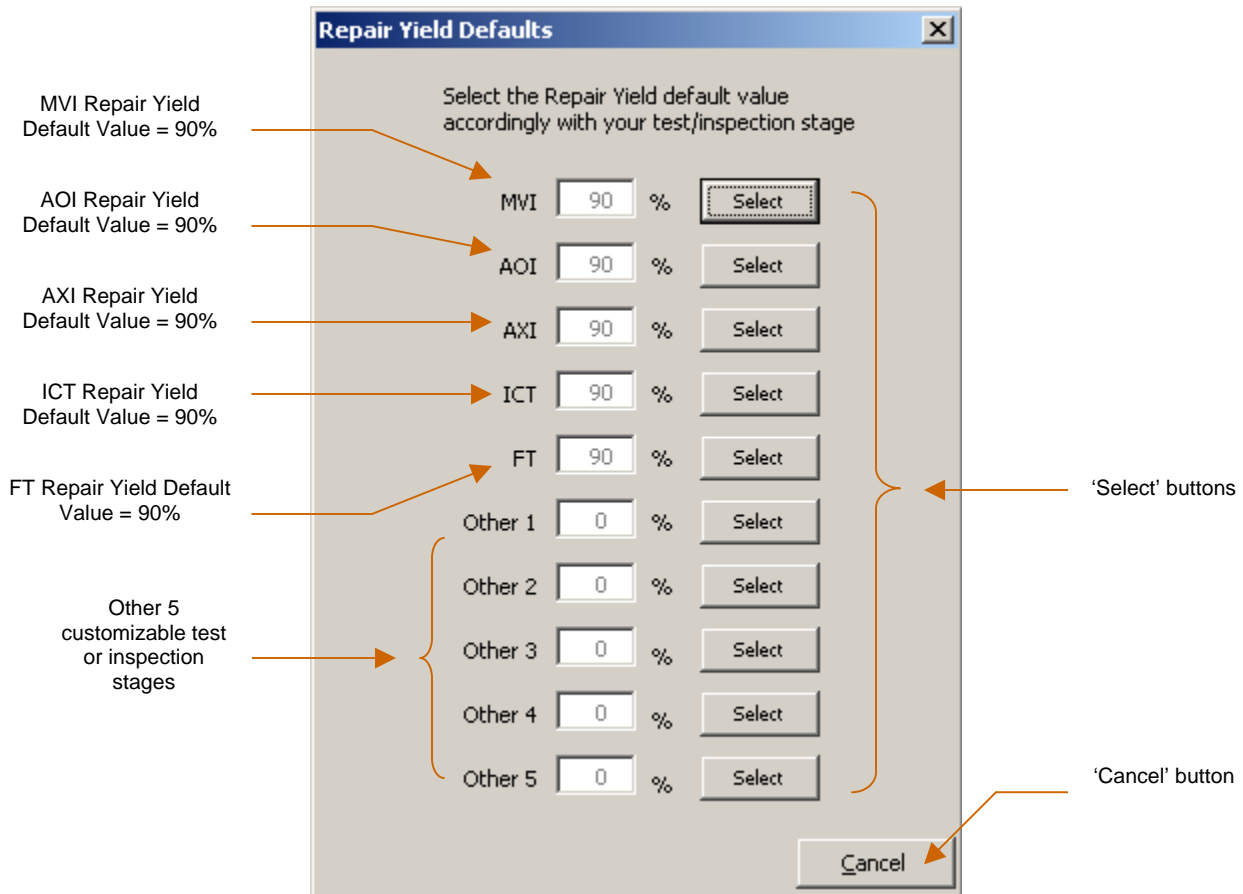 Repair Yield Defaults
Select the Repair Yield default value
accordingly with your test/inspection stage
MVI Repair Yield
Default Value = 90%
MVI 90 % Select
AOI Repair Yield
Default Value = 90%
AOI 90 % Select
AXI Repair Yield
Default Value = 90%
AXI 90 % Select
ICT Repair Yield
Default Value = 90%
ICT 90 % Select
FT Repair Yield Default
Value = 90%
FT 90 % Select
Other 1 0 % Select
Other 2 0 % Select
Other 3 0 % Select
Other 4 0 % Select
Other 5 0 % Select
Other 5
customizable test
or inspection
stages
‘Select’ buttons
‘Cancel’ button
Cancel